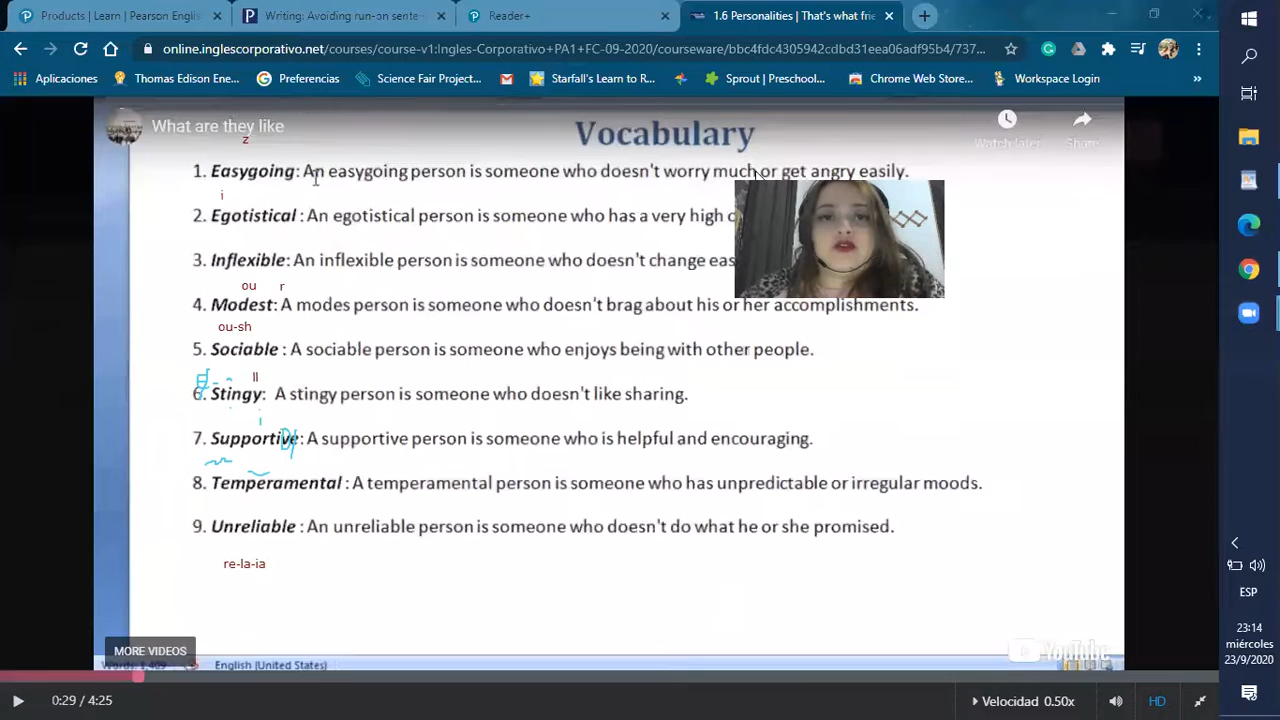 Products | Learn | Pearson English
Writing: Avoiding run-on sente
Reader+
1.6 Personalities | That's what frie
online.inglescorporativo.net/courses/course-v1:Ingles-Corporativo+PA1+FC-09-2020/courseware/bbc4fdc4305942cdbd31eea06adf95b4/737...
Aplicaciones
Thomas Edison Ene...
Preferencias
Science Fair Project...
Starfall's Learn to R...
Sprout | Preschool...
Chrome Web Store...
Workspace Login
»
What are they like
Watch later
Share
Vocabulary
z
1. Easygoing: An easygoing person is someone who doesn't worry much or get angry easily.
i
2. Egotistical : An egotistical person is someone who has a very high
3. Inflexible: An inflexible person is someone who doesn't change eas
ou r
4. Modest: A modes person is someone who doesn't brag about his or her accomplishments.
ou-sh
5. Sociable : A sociable person is someone who enjoys being with other people.
ll
6. Stingy: A stingy person is someone who doesn't like sharing.
i
7. Supportive: A supportive person is someone who is helpful and encouraging.
8. Temperamental : A temperamental person is someone who has unpredictable or irregular moods.
9. Unreliable : An unreliable person is someone who doesn't do what he or she promised.
re-la-ia
MORE VIDEOS
YouTube
Words: 1,409
English (United States)
0:29 / 4:25
Velocidad 0.50x
HD
ESP
23:14
miércoles
23/9/2020